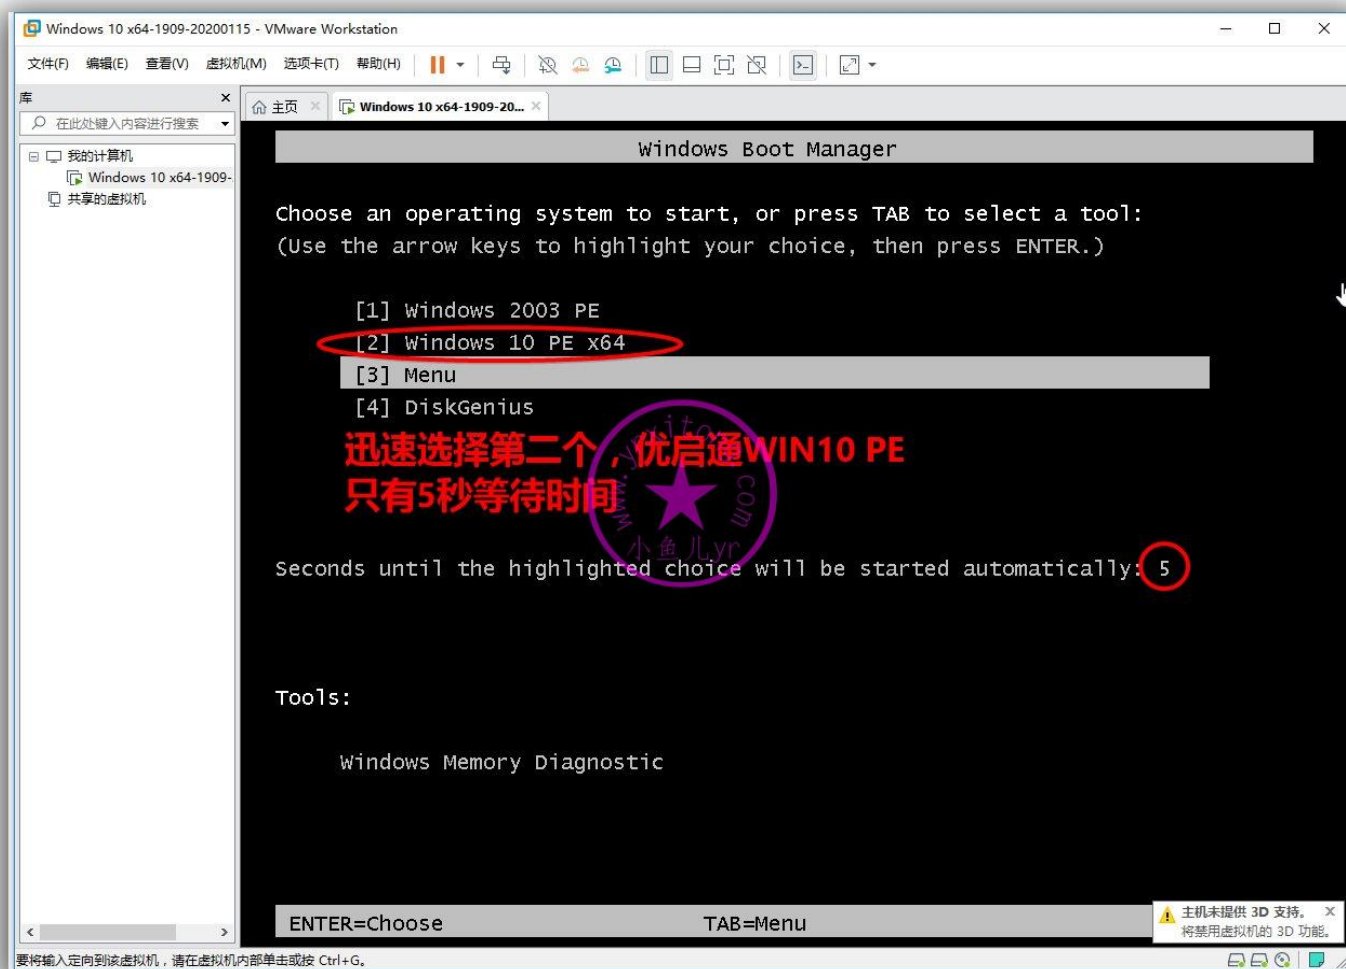 Windows 10 x64-1909-20200115 - VMware Workstation
文件(F) 编辑(E) 查看(V) 虚拟机(M) 选项卡(T) 帮助(H)
库
主页
Windows 10 x64-1909-20...
在此处键入内容进行搜索
我的计算机
Windows 10 x64-1909-
共享的虚拟机
Windows Boot Manager
Choose an operating system to start, or press TAB to select a tool:
(Use the arrow keys to highlight your choice, then press ENTER.)
[1] Windows 2003 PE
[2] Windows 10 PE x64
[3] Menu
[4] DiskGenius
迅速选择第二个，优启通WIN10 PE
只有5秒等待时间
www.yrxitong.com
小鱼儿yr
Seconds until the highlighted choice will be started automatically: 5
Tools:
Windows Memory Diagnostic
ENTER=Choose TAB=Menu
主机未提供 3D 支持。
将禁用虚拟机的 3D 功能。
要将输入定向到该虚拟机，请在虚拟机内部单击或按 Ctrl+G。